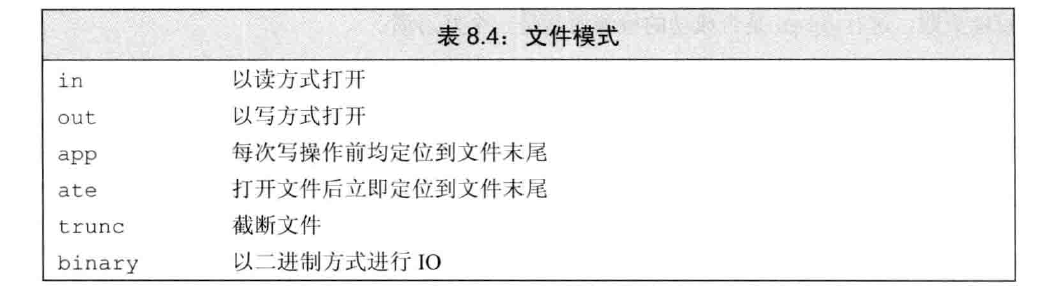 表 8.4：文件模式
in 以读方式打开
out 以写方式打开
app 每次写操作前均定位到文件末尾
ate 打开文件后立即定位到文件末尾
trunc 截断文件
binary 以二进制方式进行 IO